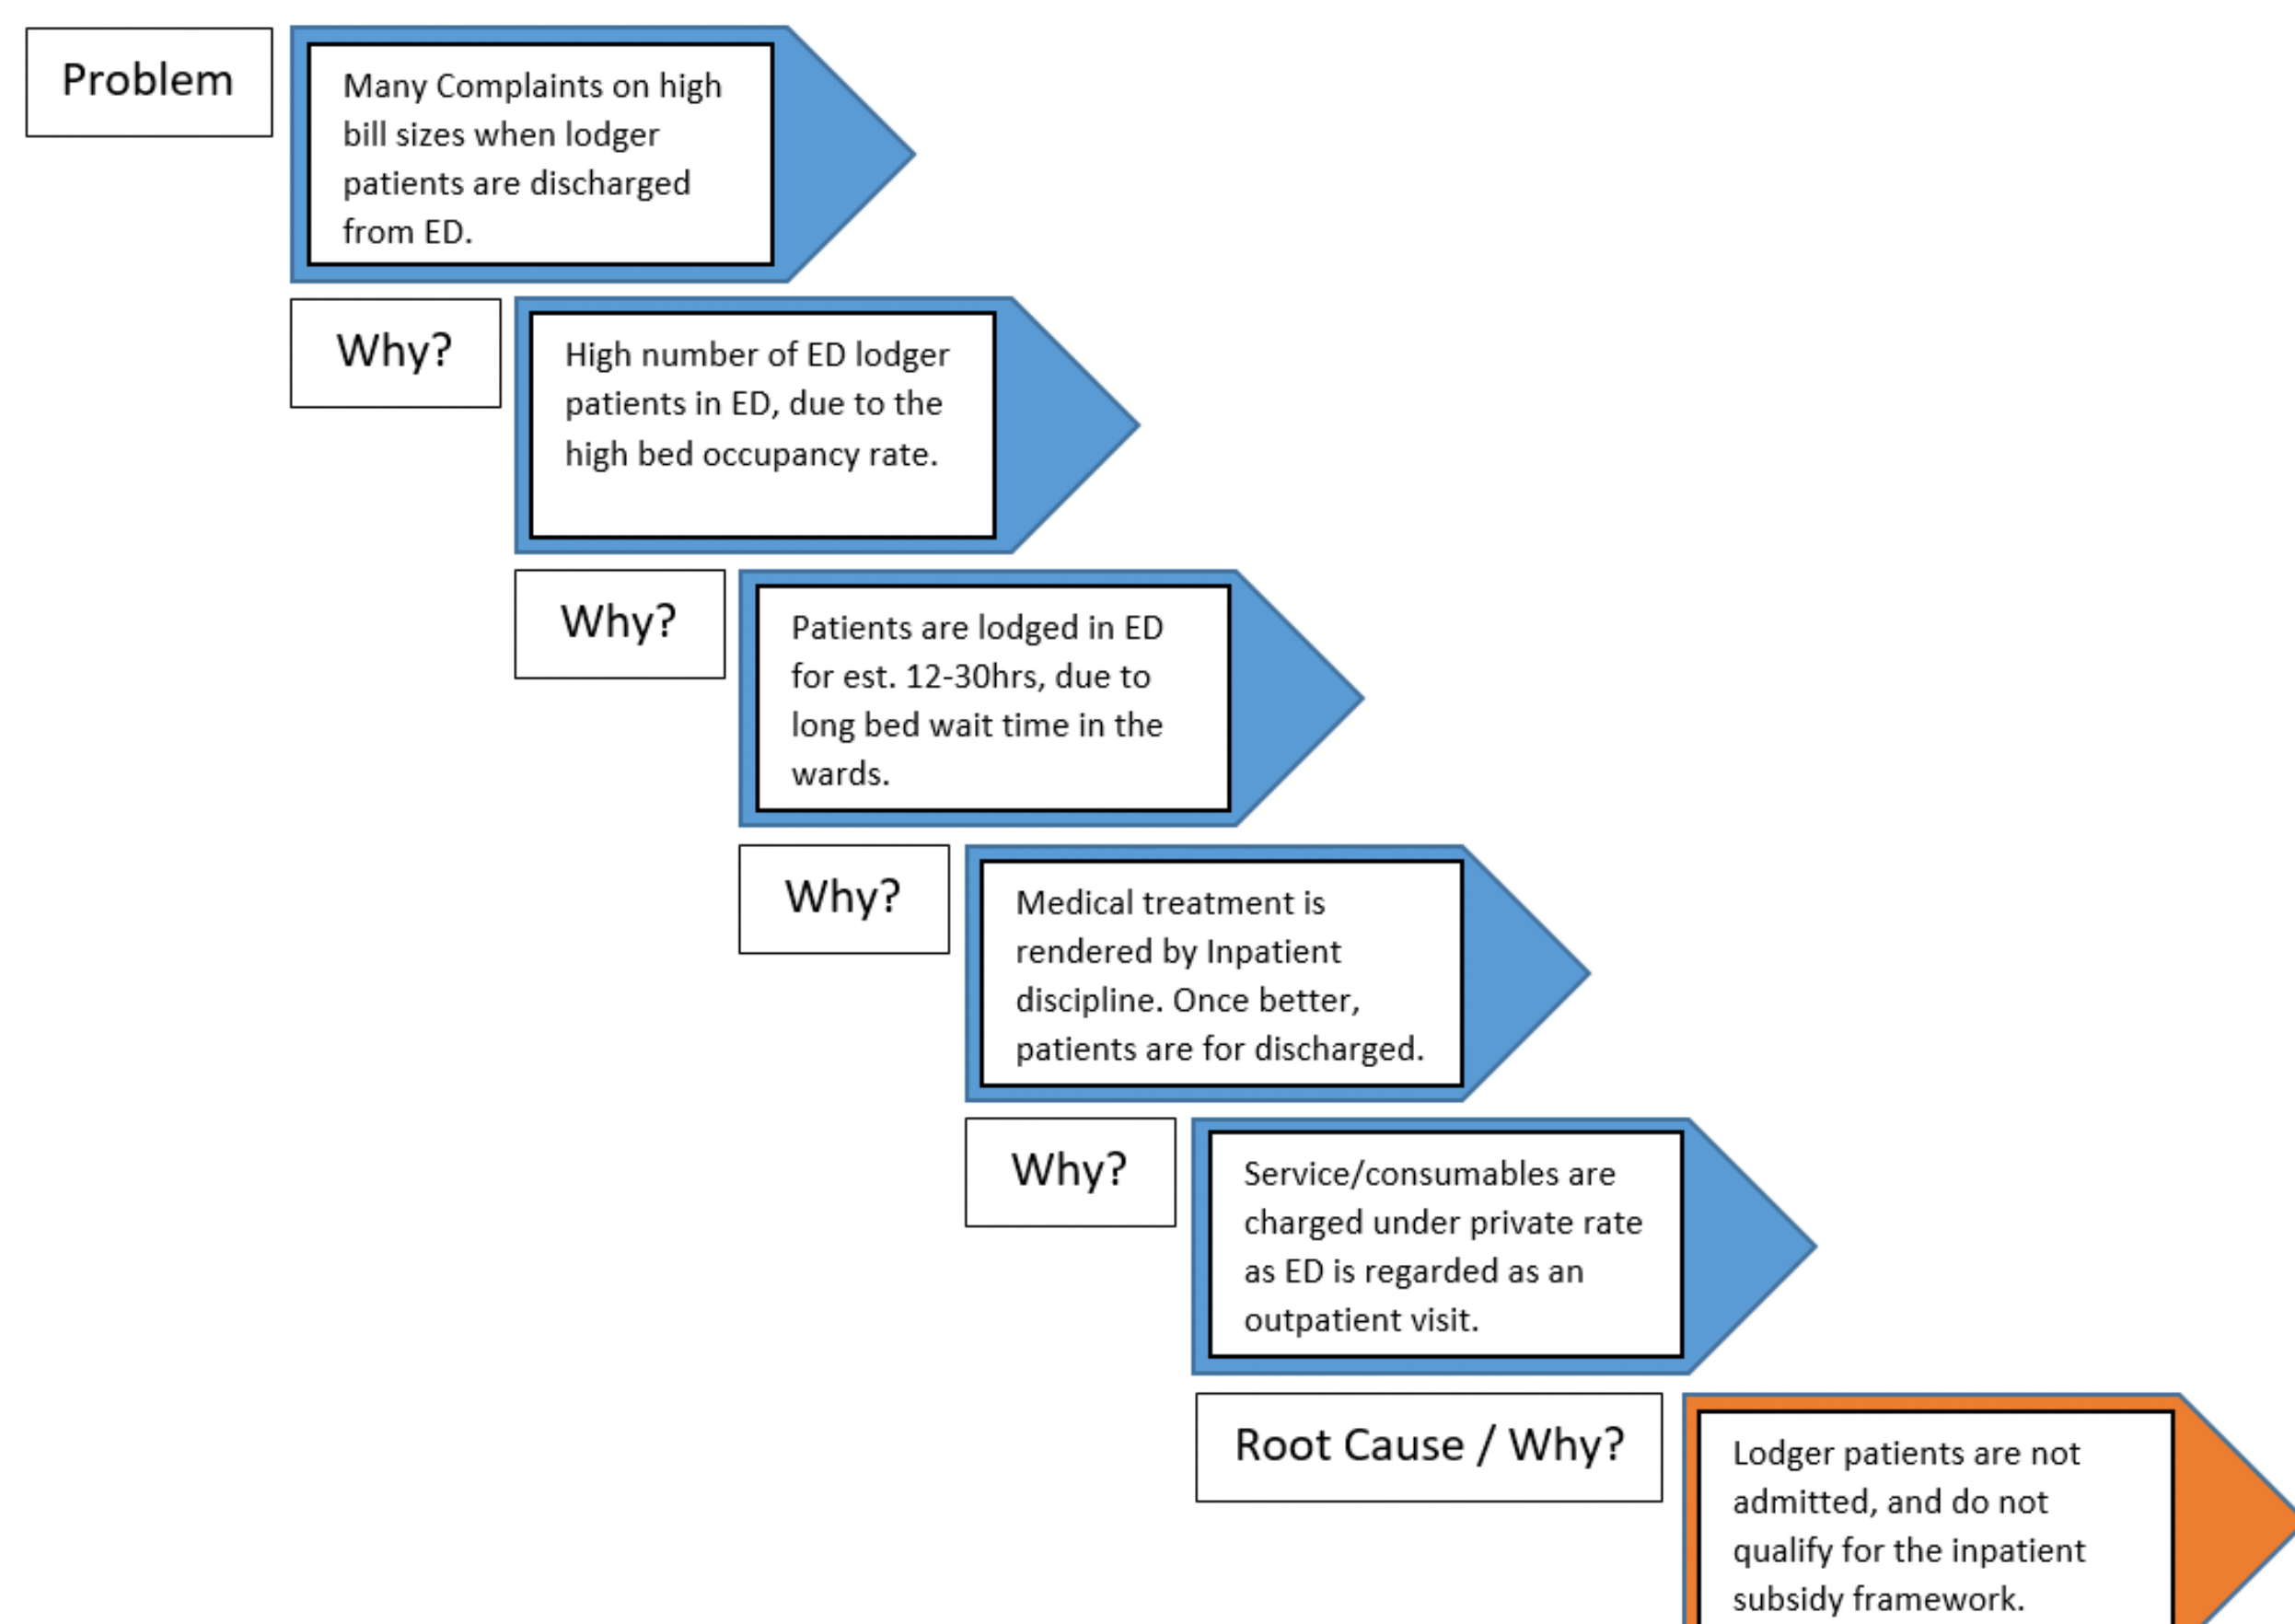 Problem
Many Complaints on high
bill sizes when lodger
patients are discharged
from ED.
Why?
High number of ED lodger
patients in ED, due to the
high bed occupancy rate.
Why?
Patients are lodged in ED
for est. 12-30hrs, due to
long bed wait time in the
wards.
Why?
Medical treatment is
rendered by Inpatient
discipline. Once better,
patients are for discharged.
Why?
Service/consumables are
charged under private rate
as ED is regarded as an
outpatient visit.
Root Cause / Why?
Lodger patients are not
admitted, and do not
qualify for the inpatient
subsidy framework.